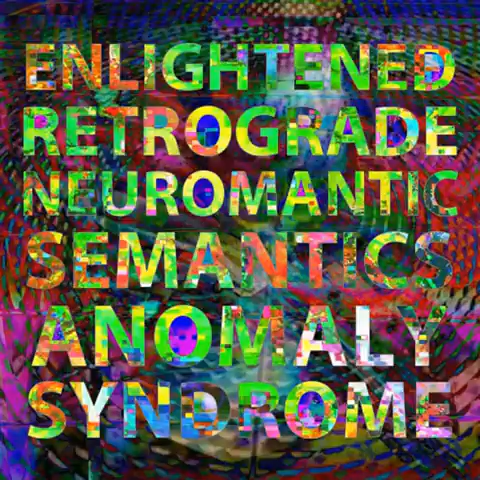 ENLIGHTENED
RETROGRADE
NEUROMANTIC
SEMANTICS
ANOMALY
SYNDROME